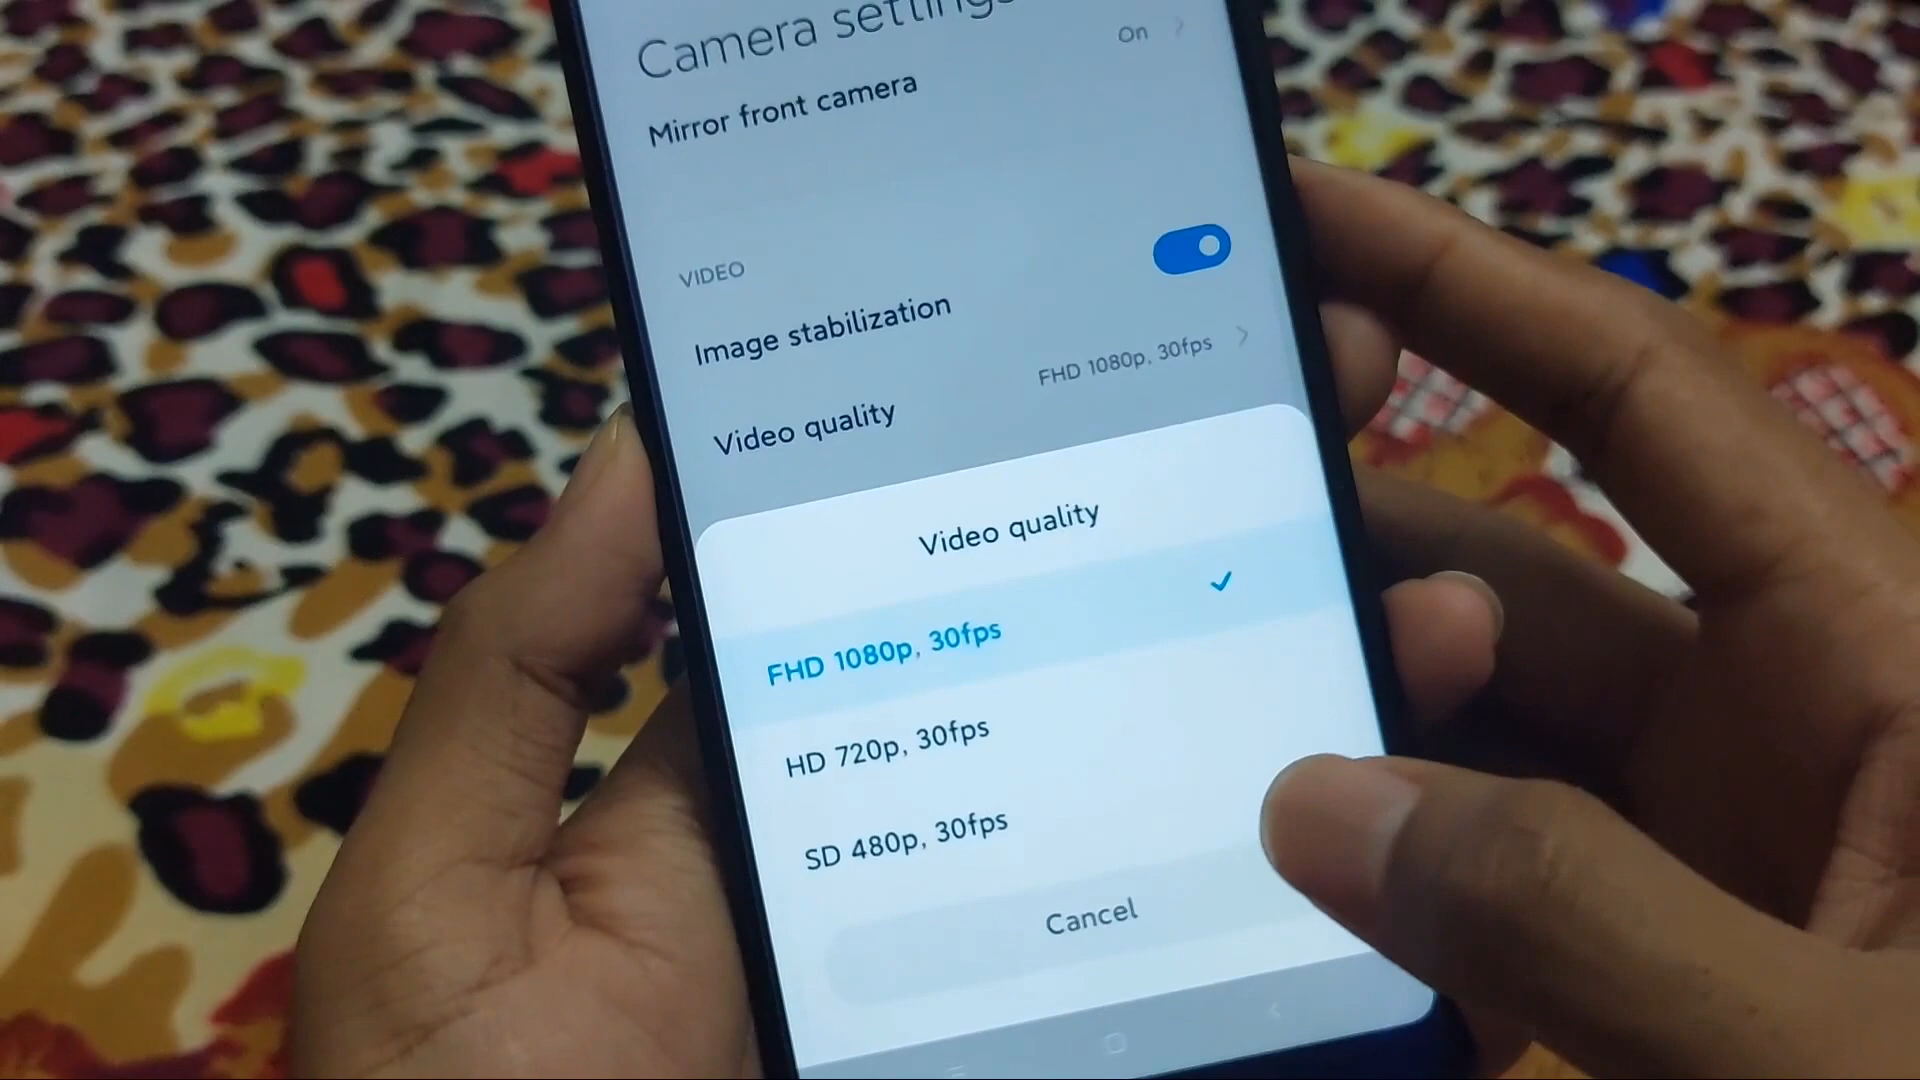 Camera settings
On
Mirror front camera
VIDEO
Image stabilization
FHD 1080p, 30fps
Video quality
Video quality
FHD 1080p, 30fps
HD 720p, 30fps
SD 480p, 30fps
Cancel